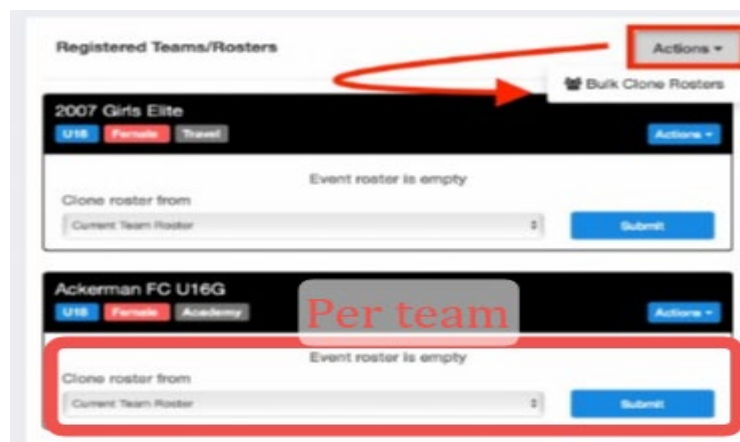 Registered Teams/Rosters
Actions
Bulk Clone Rosters
2007 Girls Elite
U18 Female Travel
Actions
Event roster is empty
Clone roster from
Current Team Roster
Submit
Ackerman FC U16G
U18 Female Academy
Actions
Per team
Event roster is empty
Clone roster from
Current Team Roster
Submit